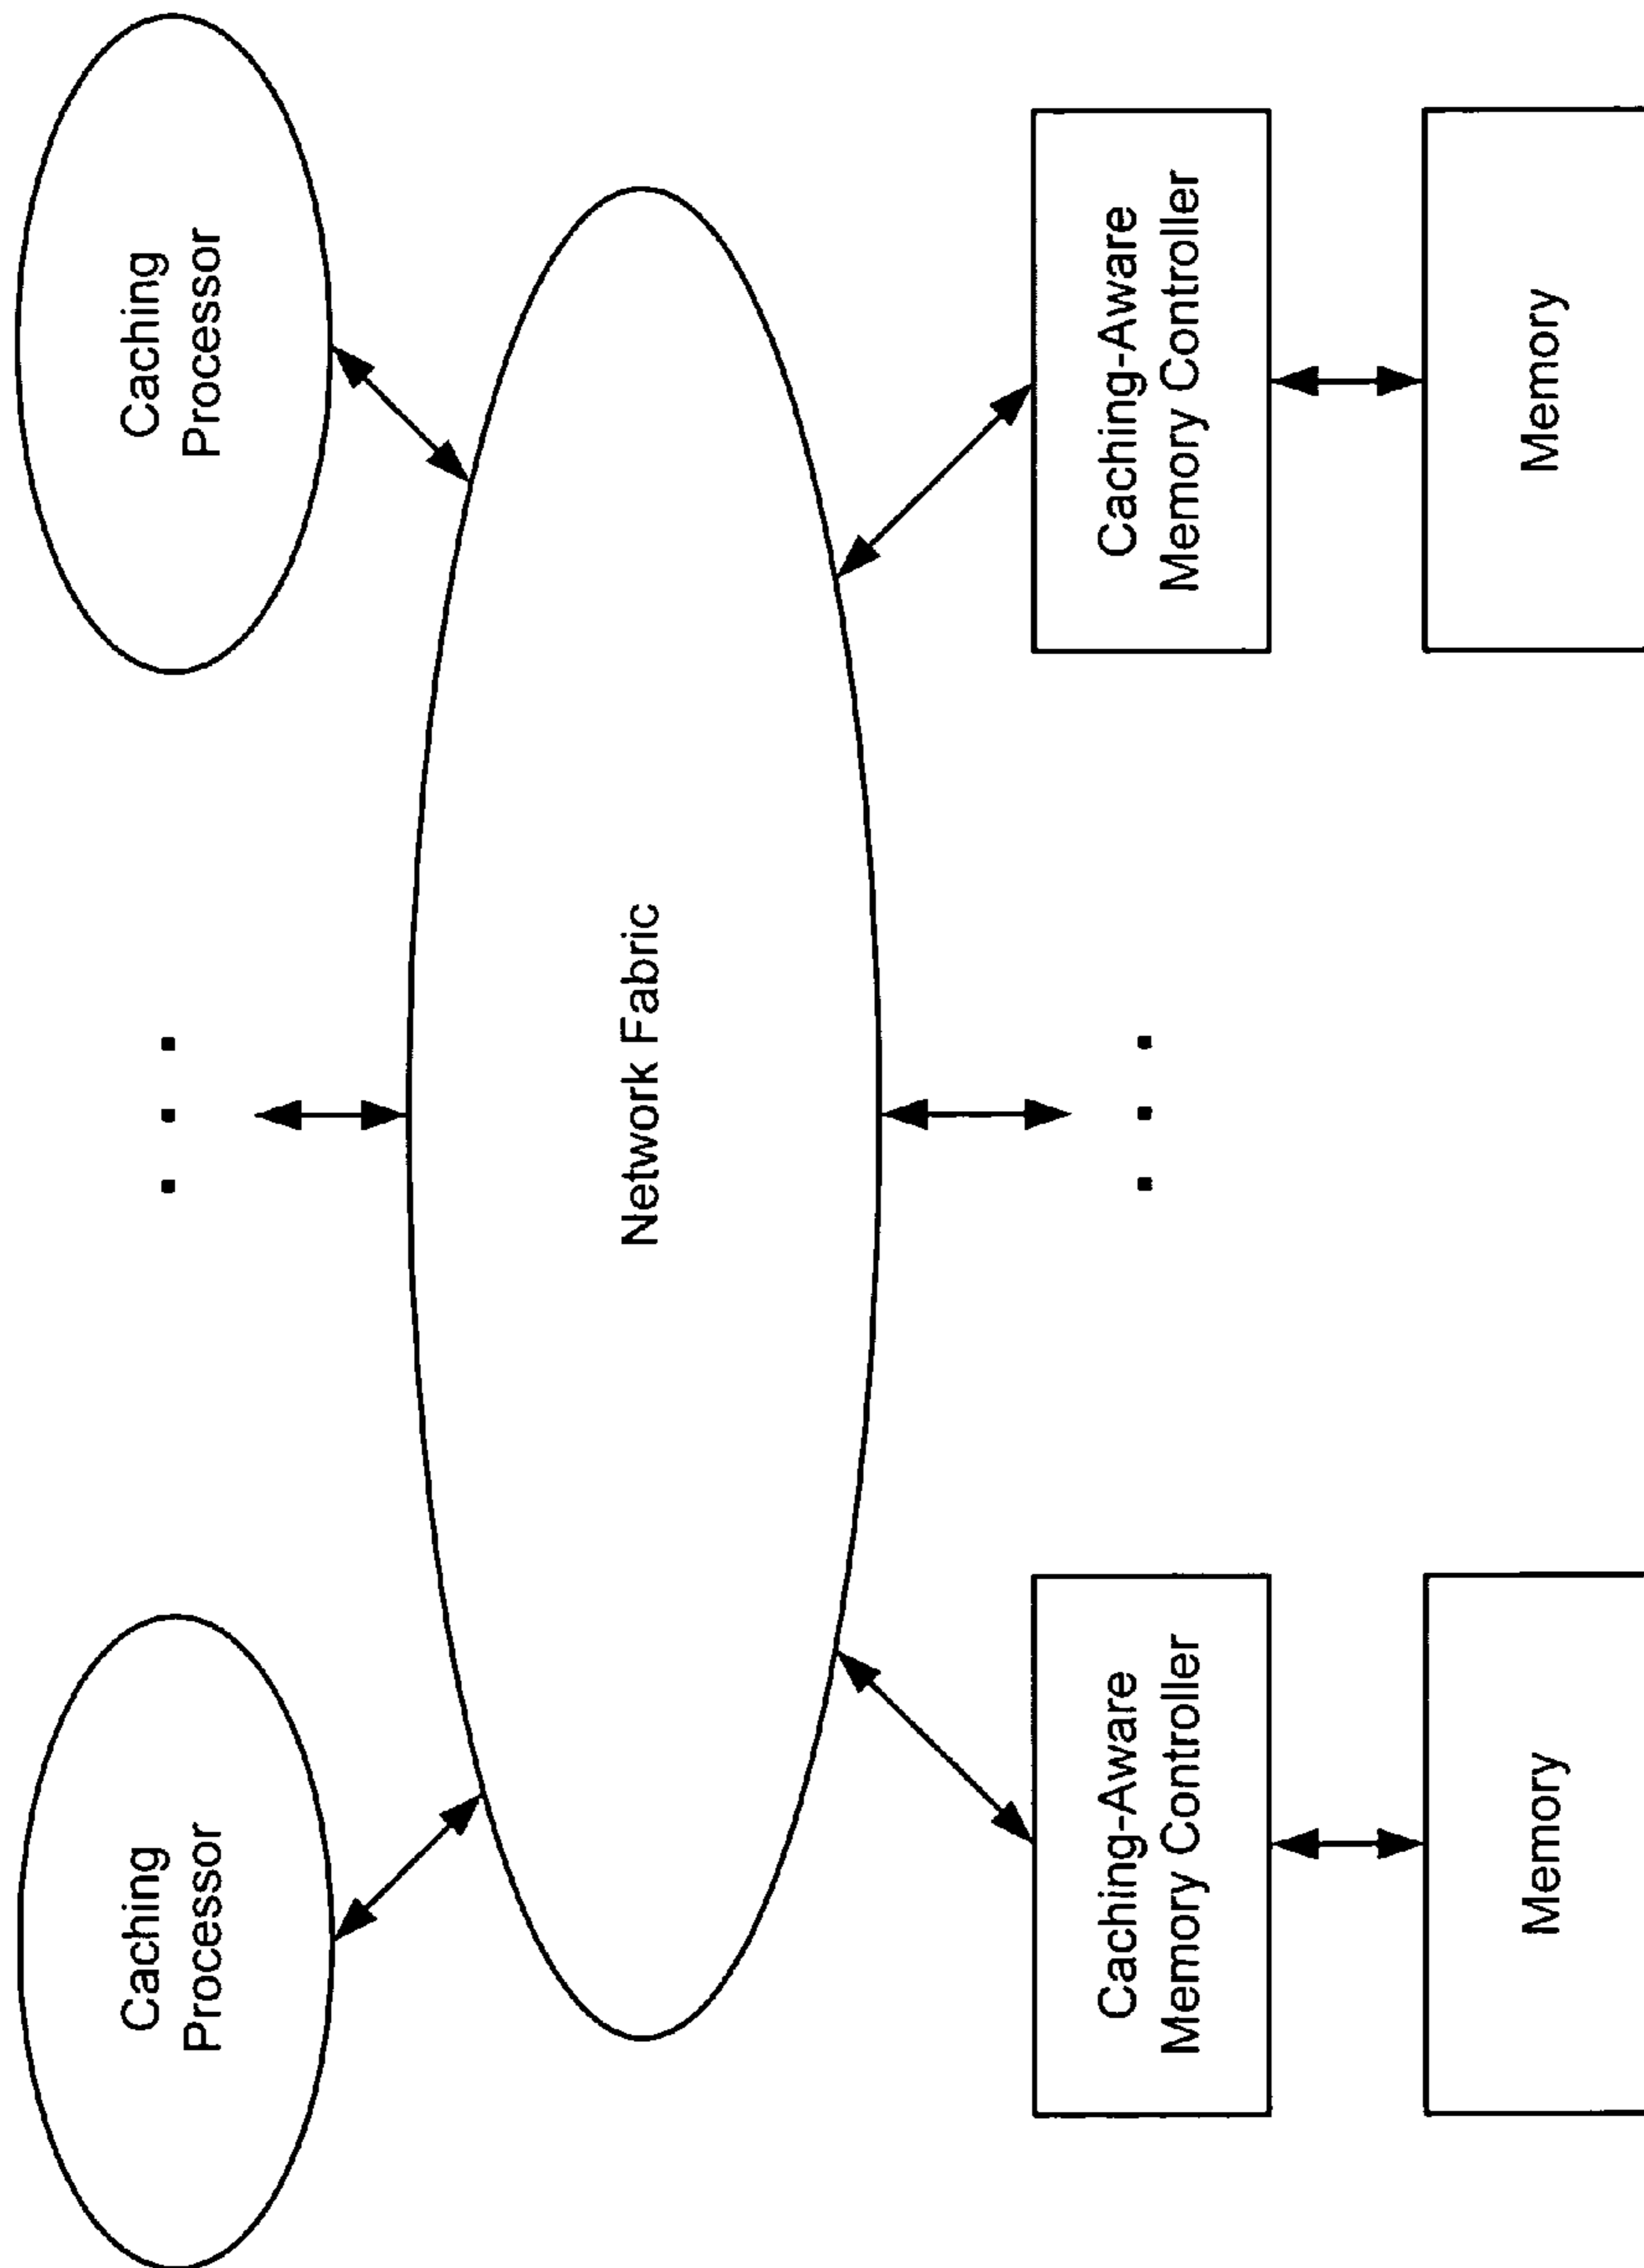 Caching
Processor
Caching
Processor
Network Fabric
Caching-Aware
Memory Controller
Caching-Aware
Memory Controller
Memory
Memory